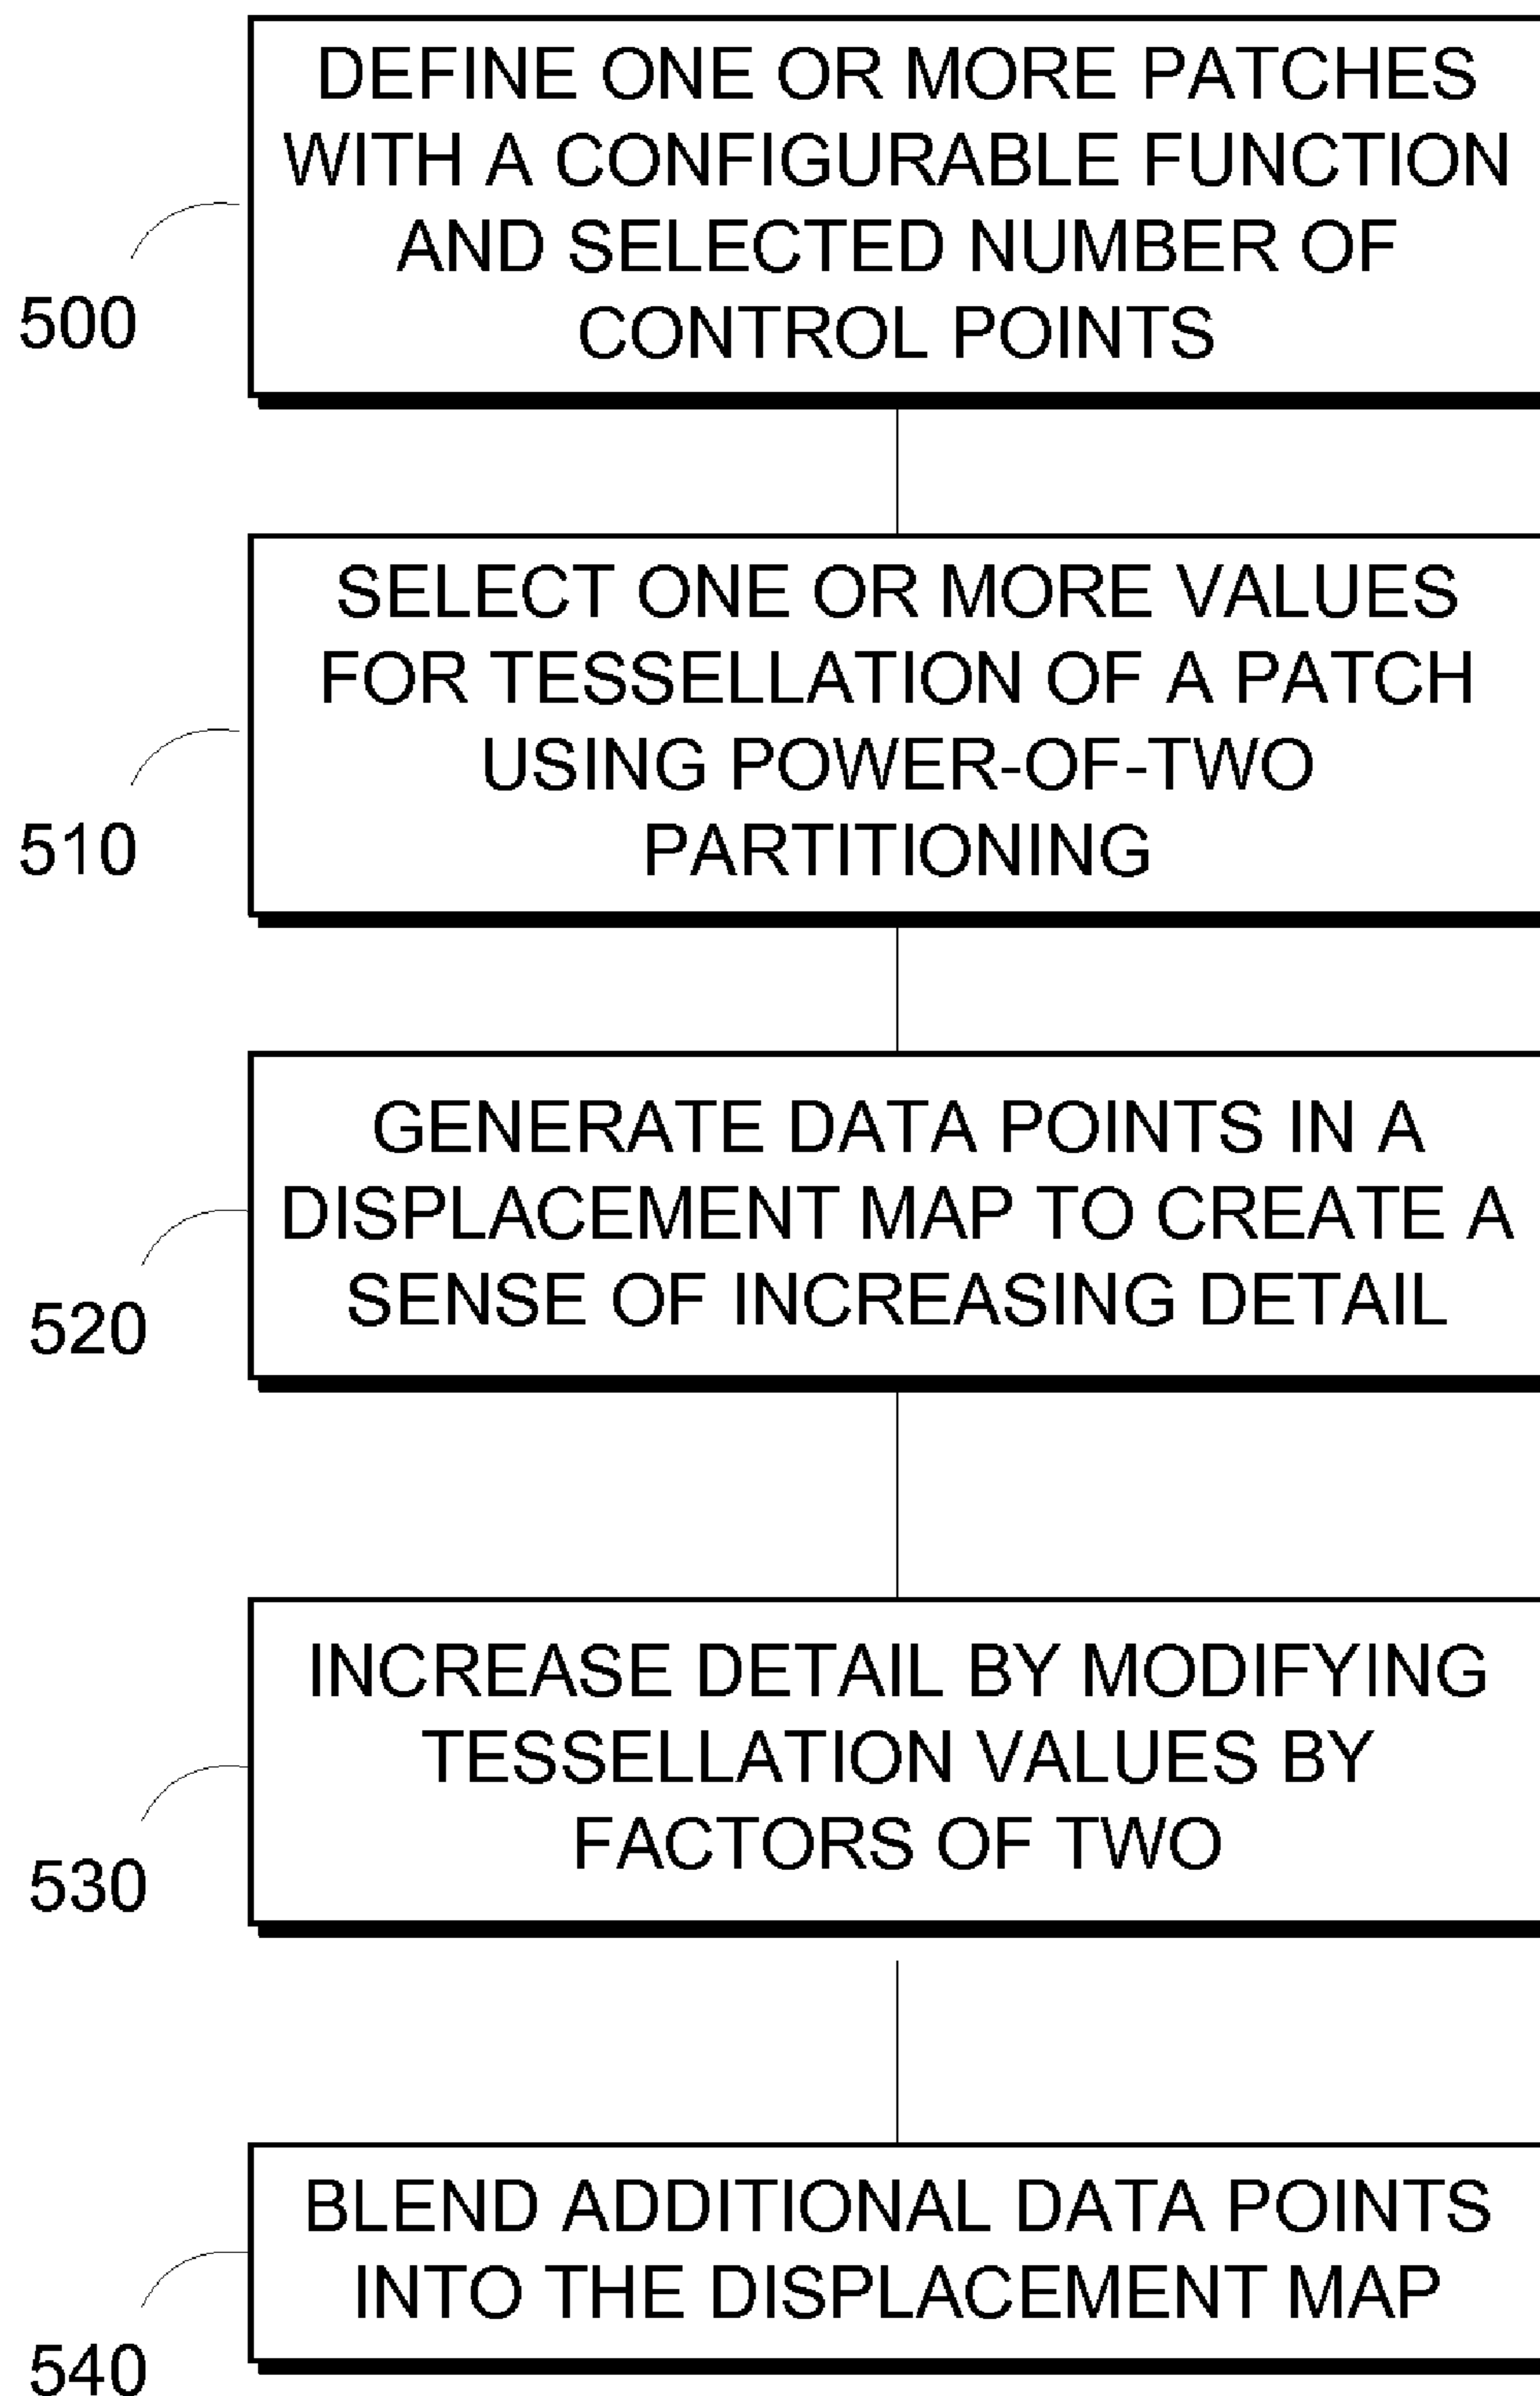 DEFINE ONE OR MORE PATCHES
WITH A CONFIGURABLE FUNCTION
AND SELECTED NUMBER OF
CONTROL POINTS
500
SELECT ONE OR MORE VALUES
FOR TESSELLATION OF A PATCH
USING POWER-OF-TWO
PARTITIONING
510
GENERATE DATA POINTS IN A
DISPLACEMENT MAP TO CREATE A
SENSE OF INCREASING DETAIL
520
INCREASE DETAIL BY MODIFYING
TESSELLATION VALUES BY
FACTORS OF TWO
530
BLEND ADDITIONAL DATA POINTS
INTO THE DISPLACEMENT MAP
540